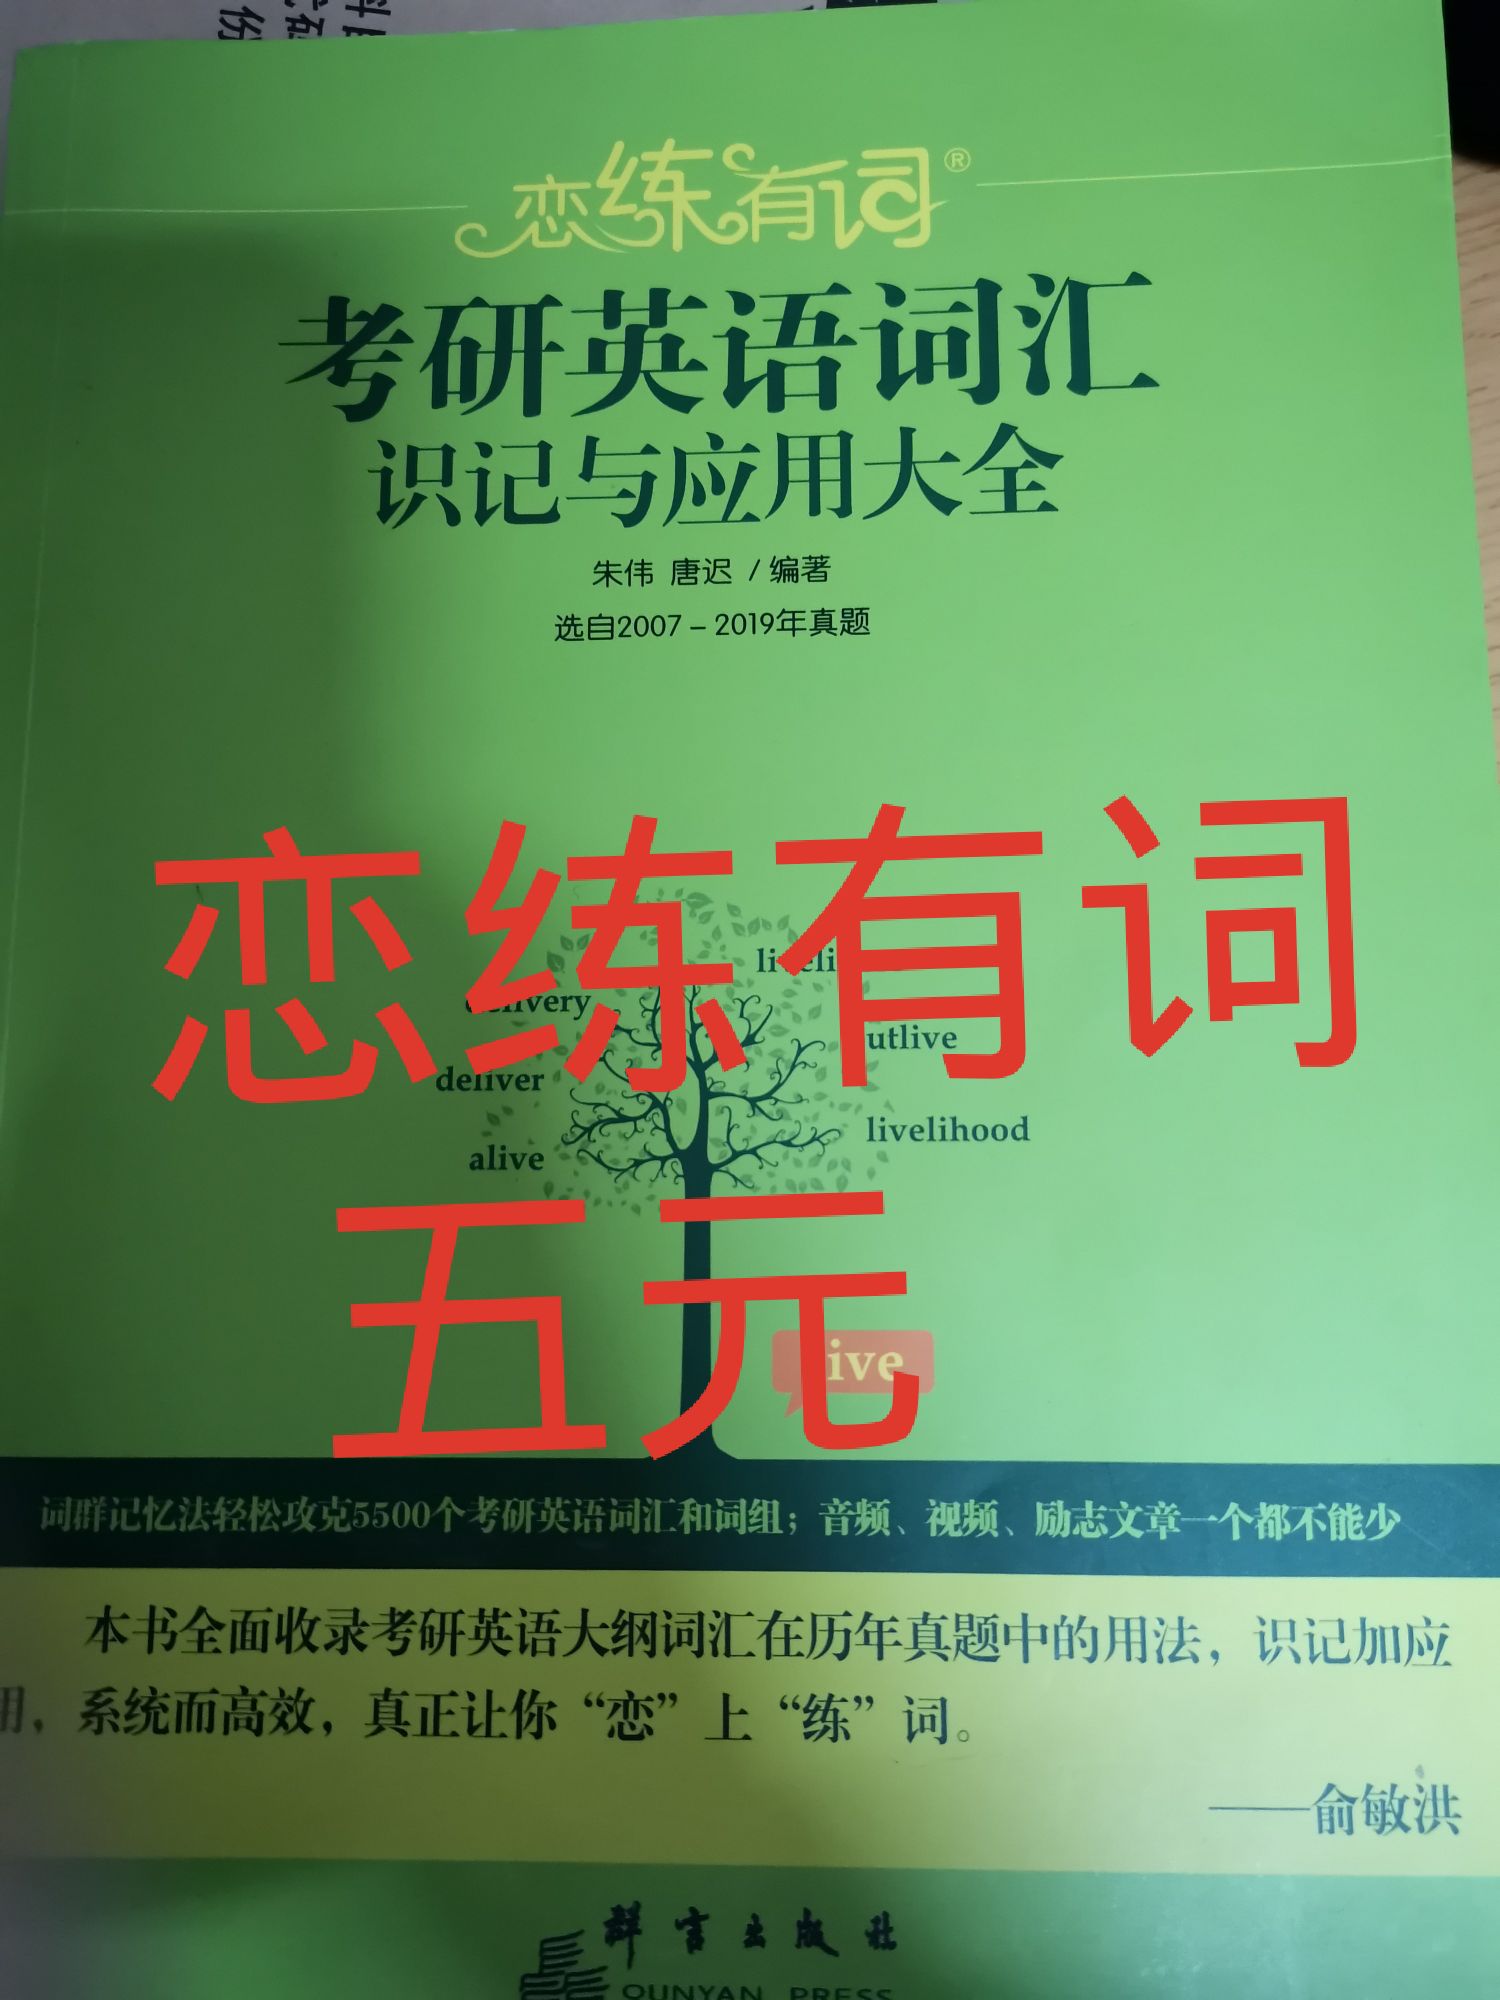 恋练有词®
考研英语词汇
识记与应用大全
朱伟 唐迟 / 编著
选自2007－2019年真题
恋练有词
utlive
deliver
livelihood
alive
五元
ive
词群记忆法轻松攻克5500个考研英语词汇和词组；音频、视频、励志文章一个都不能少
本书全面收录考研英语大纲词汇在历年真题中的用法，识记加应
用，系统而高效，真正让你“恋”上“练”词。
——俞敏洪
群言出版社
QUNYAN PRESS